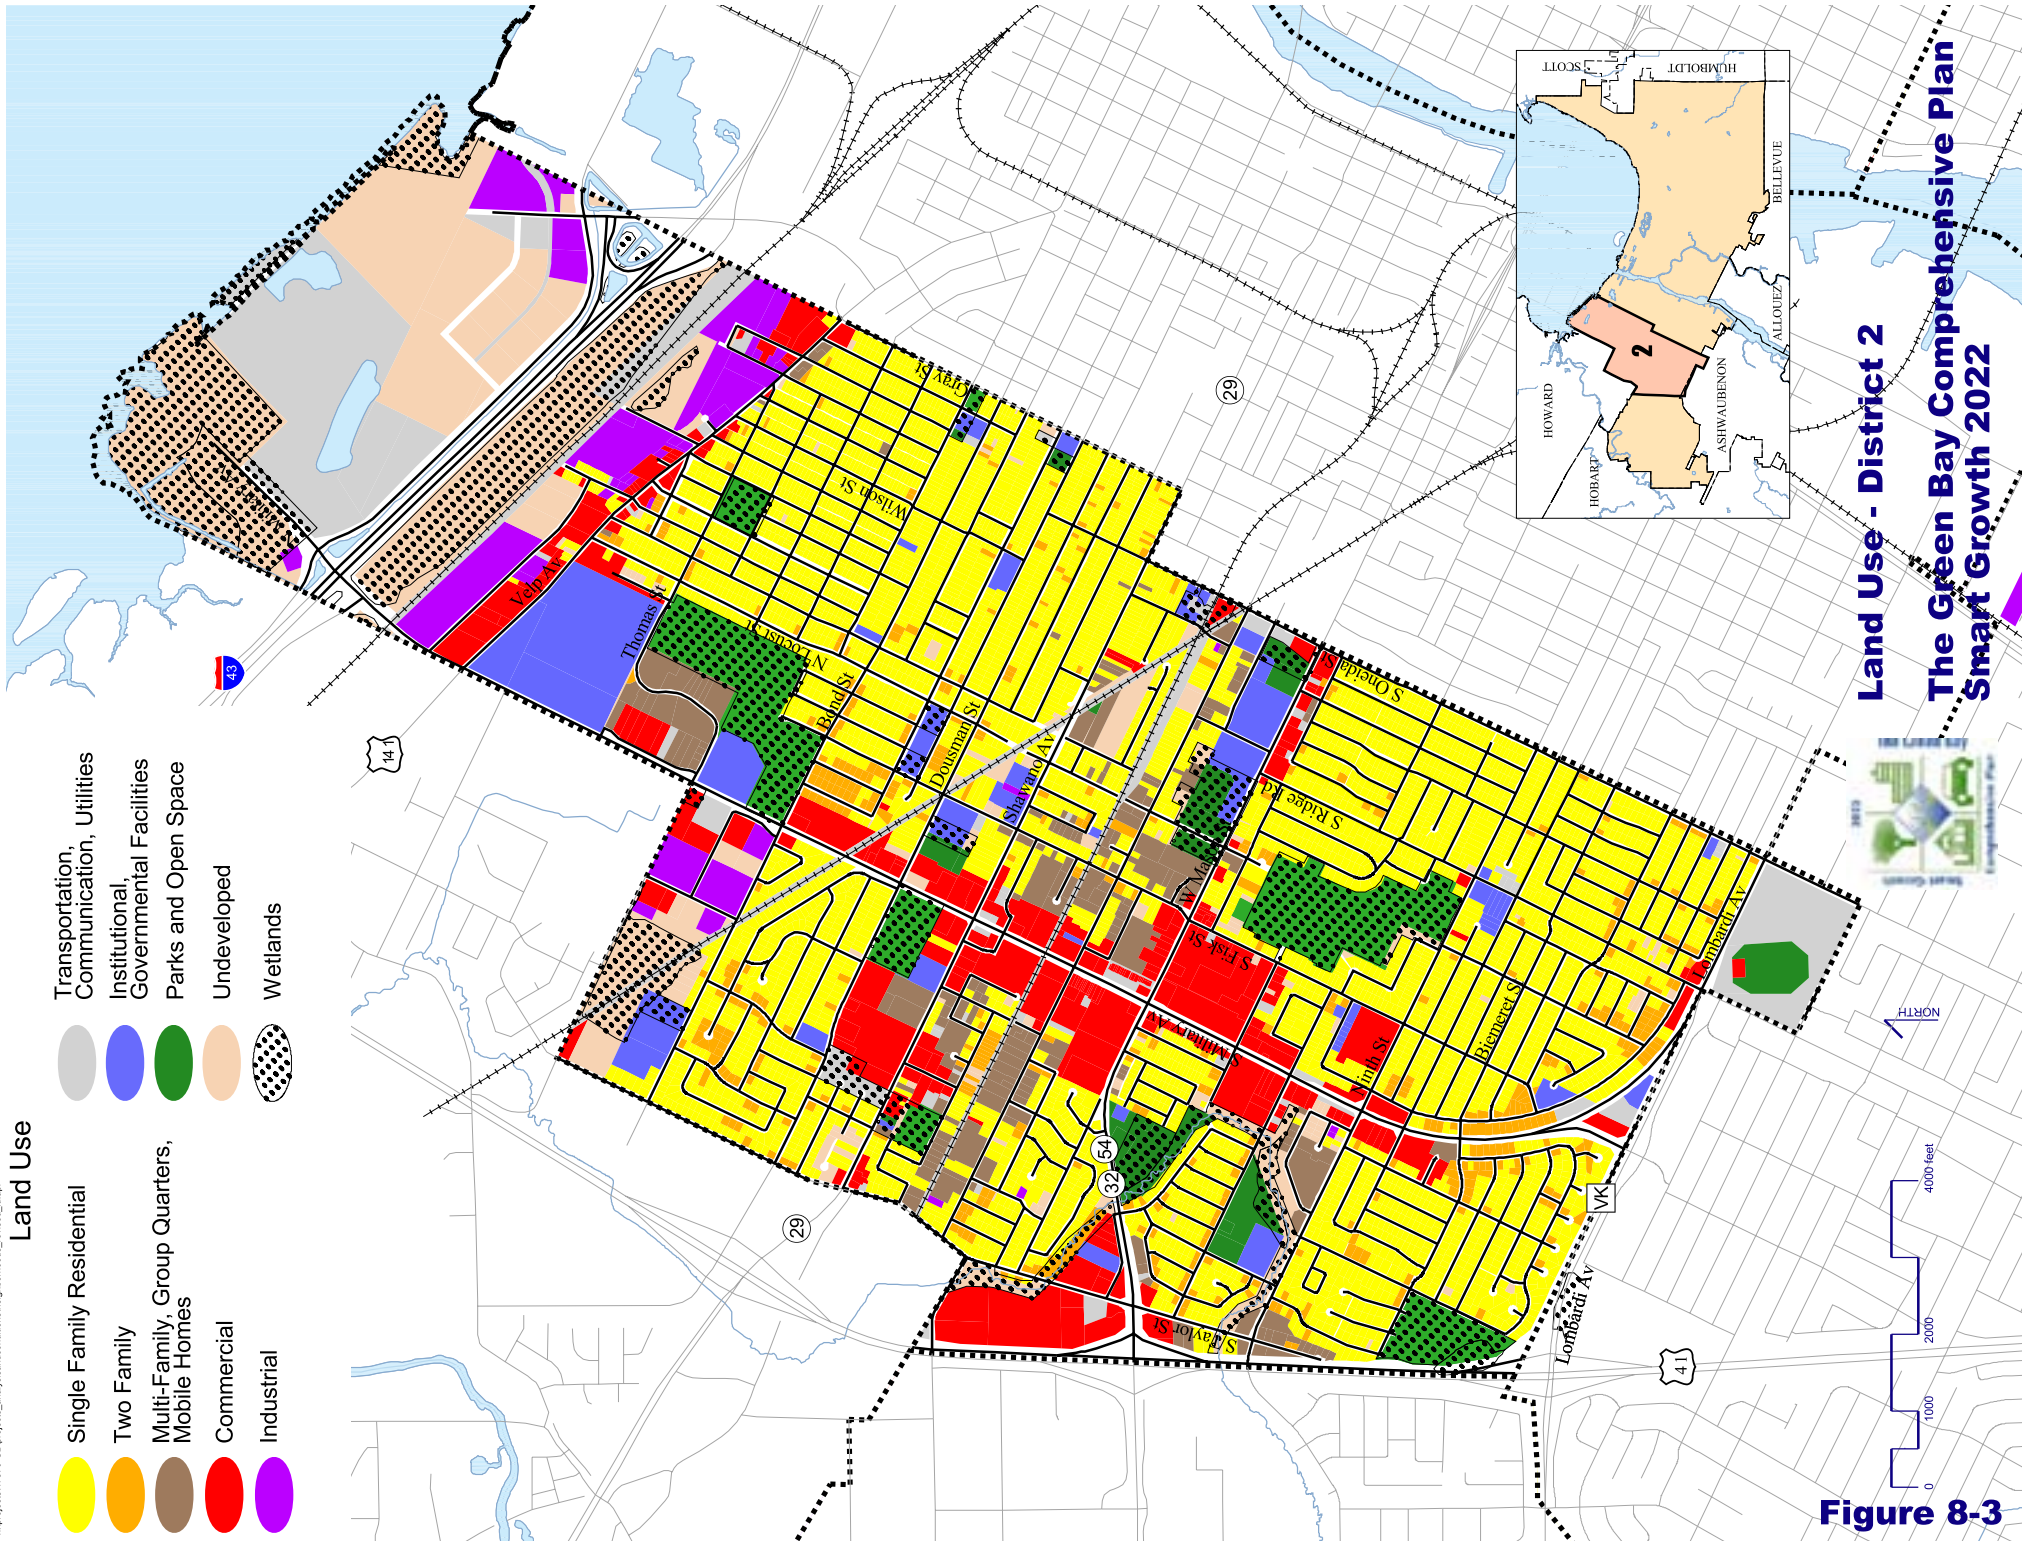 Land Use
Single Family Residential
Two Family
Multi-Family, Group Quarters,
Mobile Homes
Commercial
Industrial
Transportation,
Communication, Utilities
Institutional,
Governmental Facilities
Parks and Open Space
Undeveloped
Wetlands
43
141
29
29
54
32
VK
41
Velp Av
Thomas St
N Locust St
Bond St
Dousman St
Shawano Av
Wilson St
Gray St
S Oneida St
S Ridge Rd
S Fisk St
S Military Av
Ninth St
Biemeret St
Lombardi Av
Lombardi Av
S Taylor St
SCOTT
HUMBOLDT
BELLEVUE
ALLOUEZ
ASHWAUBENON
HOWARD
HOBART
2
Land Use - District 2
The Green Bay Comprehensive Plan
Smart Growth 2022
NORTH
0
1000
2000
4000 feet
Figure 8-3